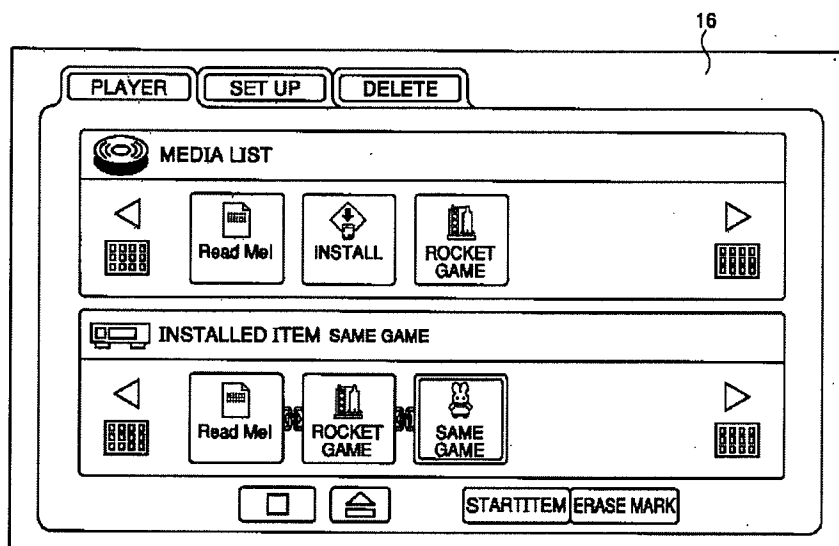 16
PLAYER SET UP DELETE
MEDIA LIST
Read Me!
INSTALL
ROCKET
GAME
INSTALLED ITEM SAME GAME
Read Me!
ROCKET
GAME
SAME
GAME
STARTITEM ERASE MARK